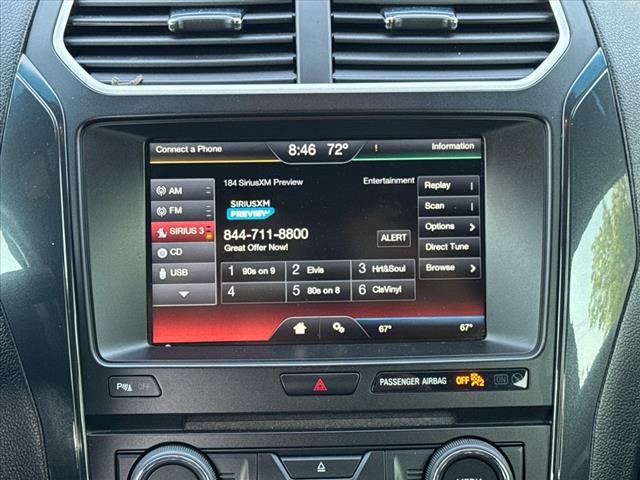 Connect a Phone 8:46 72° ! Information
184 SiriusXM Preview Entertainment
AM
FM
SIRIUS 3
CD
USB
SIRIUSXM
PREVIEW
844-711-8800
Great Offer Now!
ALERT
1 90s on 9 2 Elvis 3 Hrt&Soul
4 5 80s on 8 6 ClsVinyl
Replay
Scan
Options
Direct Tune
Browse
67° 67°
P OFF
PASSENGER AIRBAG OFF 2 ON
MEDIA